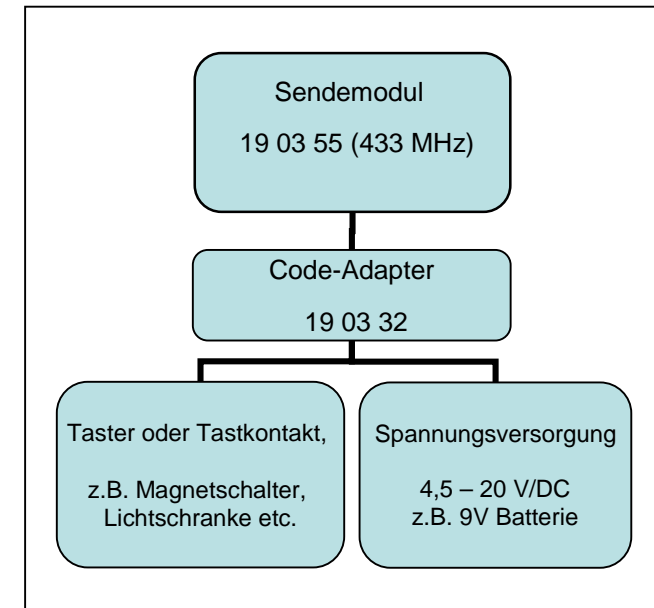 Sendemodul
19 03 55 (433 MHz)
Code-Adapter
19 03 32
Taster oder Tastkontakt,
z.B. Magnetschalter,
Lichtschranke etc.
Spannungsversorgung
4,5 – 20 V/DC
z.B. 9V Batterie